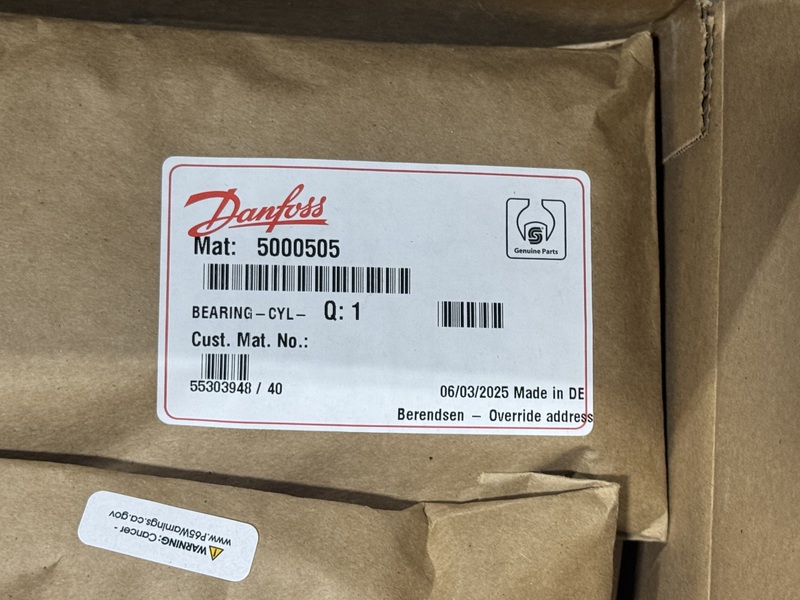 Danfoss
Mat: 5000505
Genuine Parts
BEARING-CYL- Q: 1
Cust. Mat. No.:
55303948 / 40
06/03/2025 Made in DE
Berendsen - Override address
WARNING: Cancer -
www.P65Warnings.ca.gov